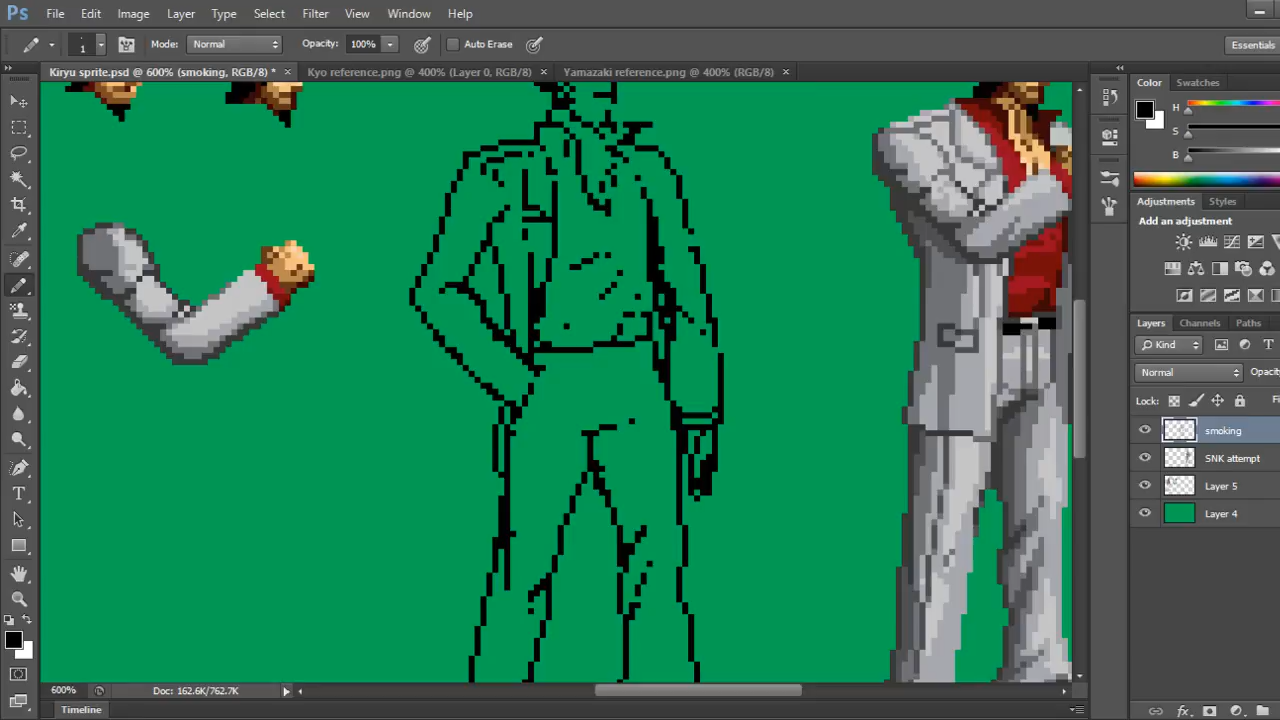 Ps File Edit Image Layer Type Select Filter View Window Help
1 Mode: Normal Opacity: 100% Auto Erase Essentials
Kiryu sprite.psd @ 600% (smoking, RGB/8) * × Kyo reference.png @ 400% (Layer 0, RGB/8) × Yamazaki reference.png @ 400% (RGB/8) ×
Color Swatches
H
S
B
Adjustments Styles
Add an adjustment
Layers Channels Paths
Kind
Normal Opacity
Lock:
smoking
SNK attempt
Layer 5
Layer 4
600% Doc: 162.6K/762.7K
Timeline